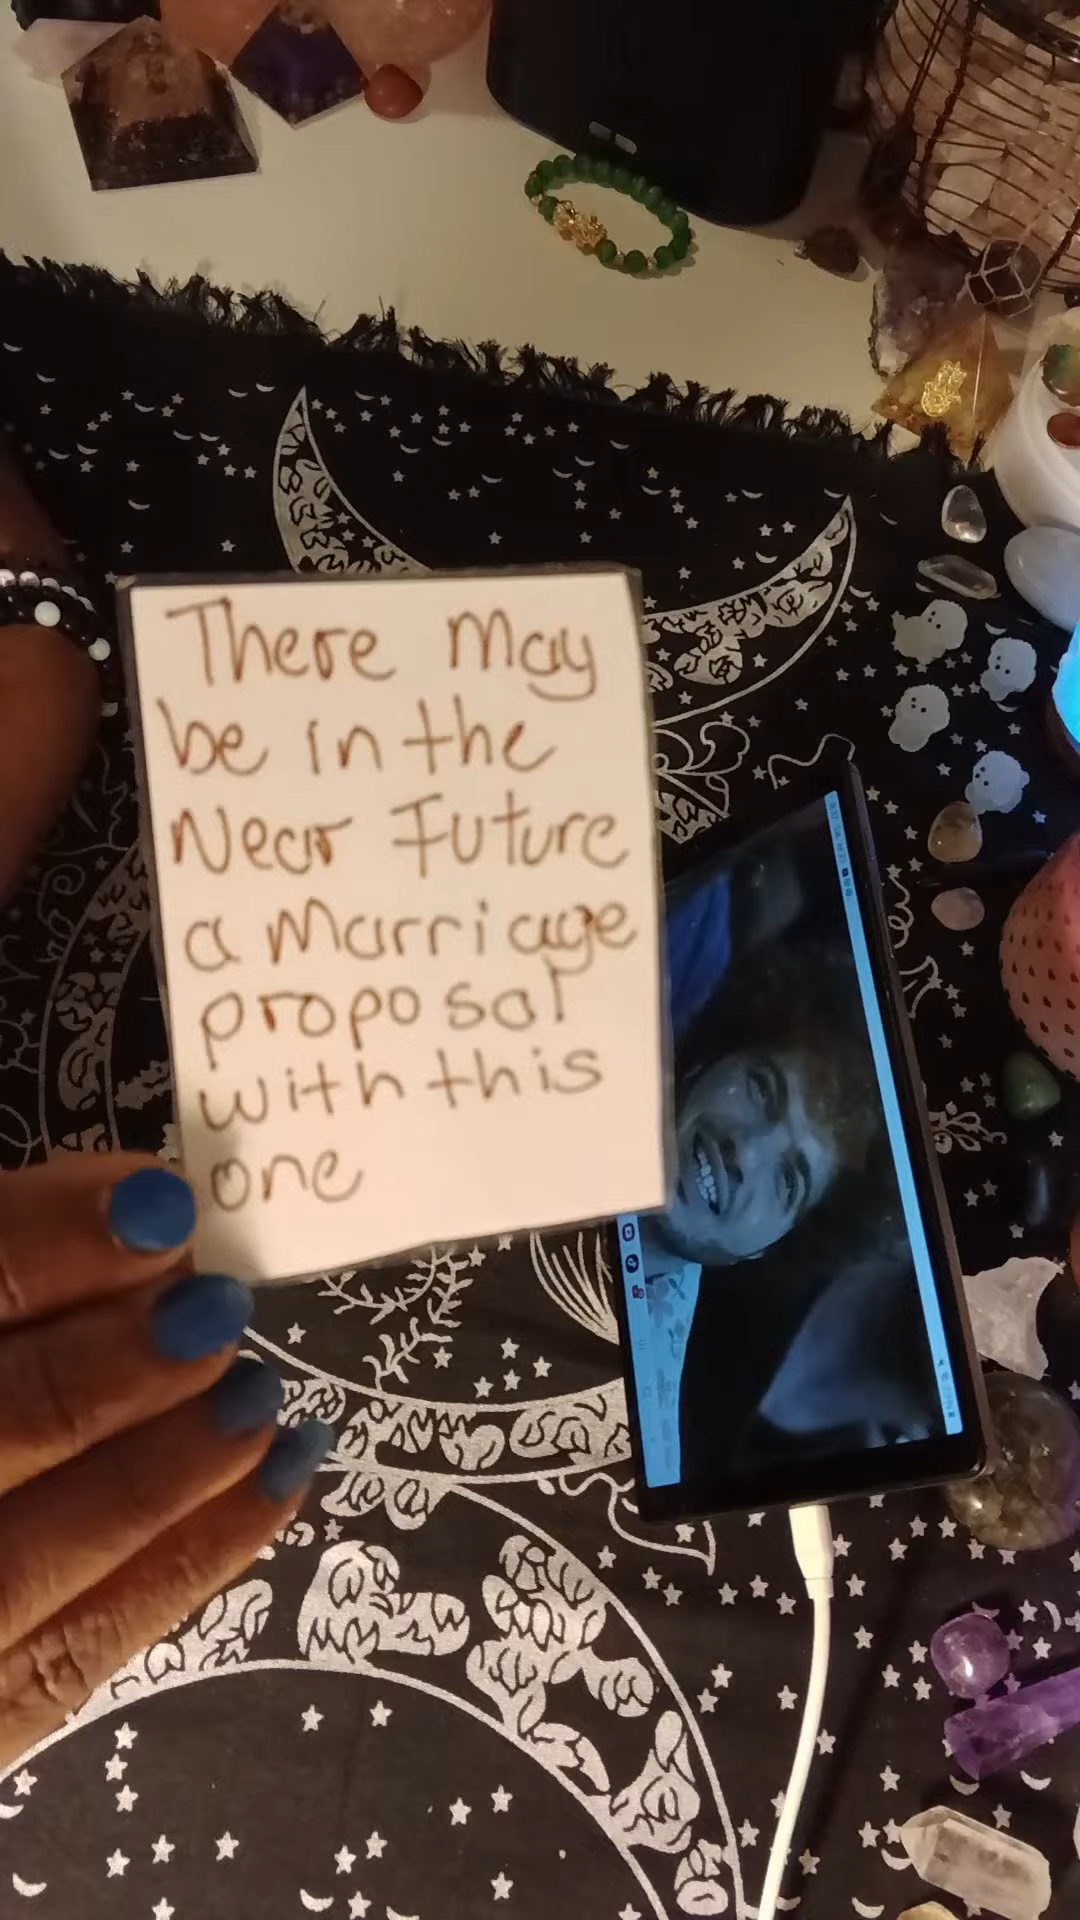 There may
be in the
Near Future
a marriage
proposal
with this
one